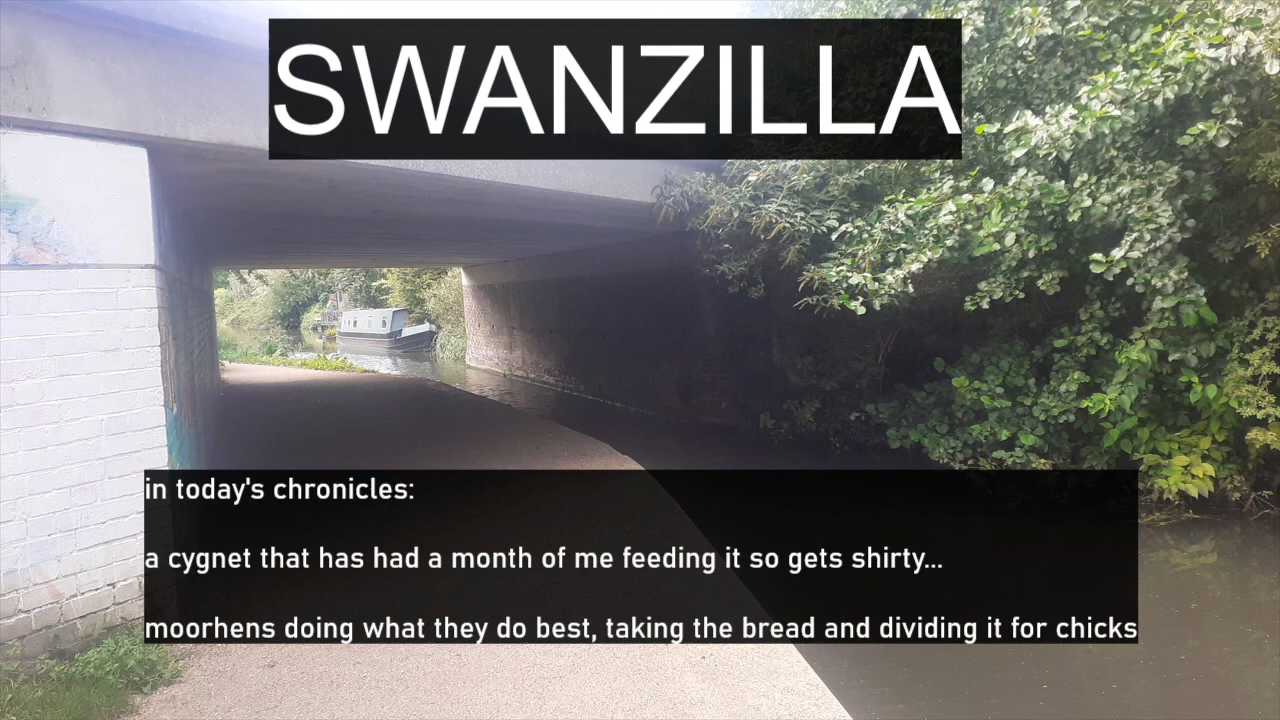 SWANZILLA
in today's chronicles:
a cygnet that has had a month of me feeding it so gets shirty...
moorhens doing what they do best, taking the bread and dividing it for chicks